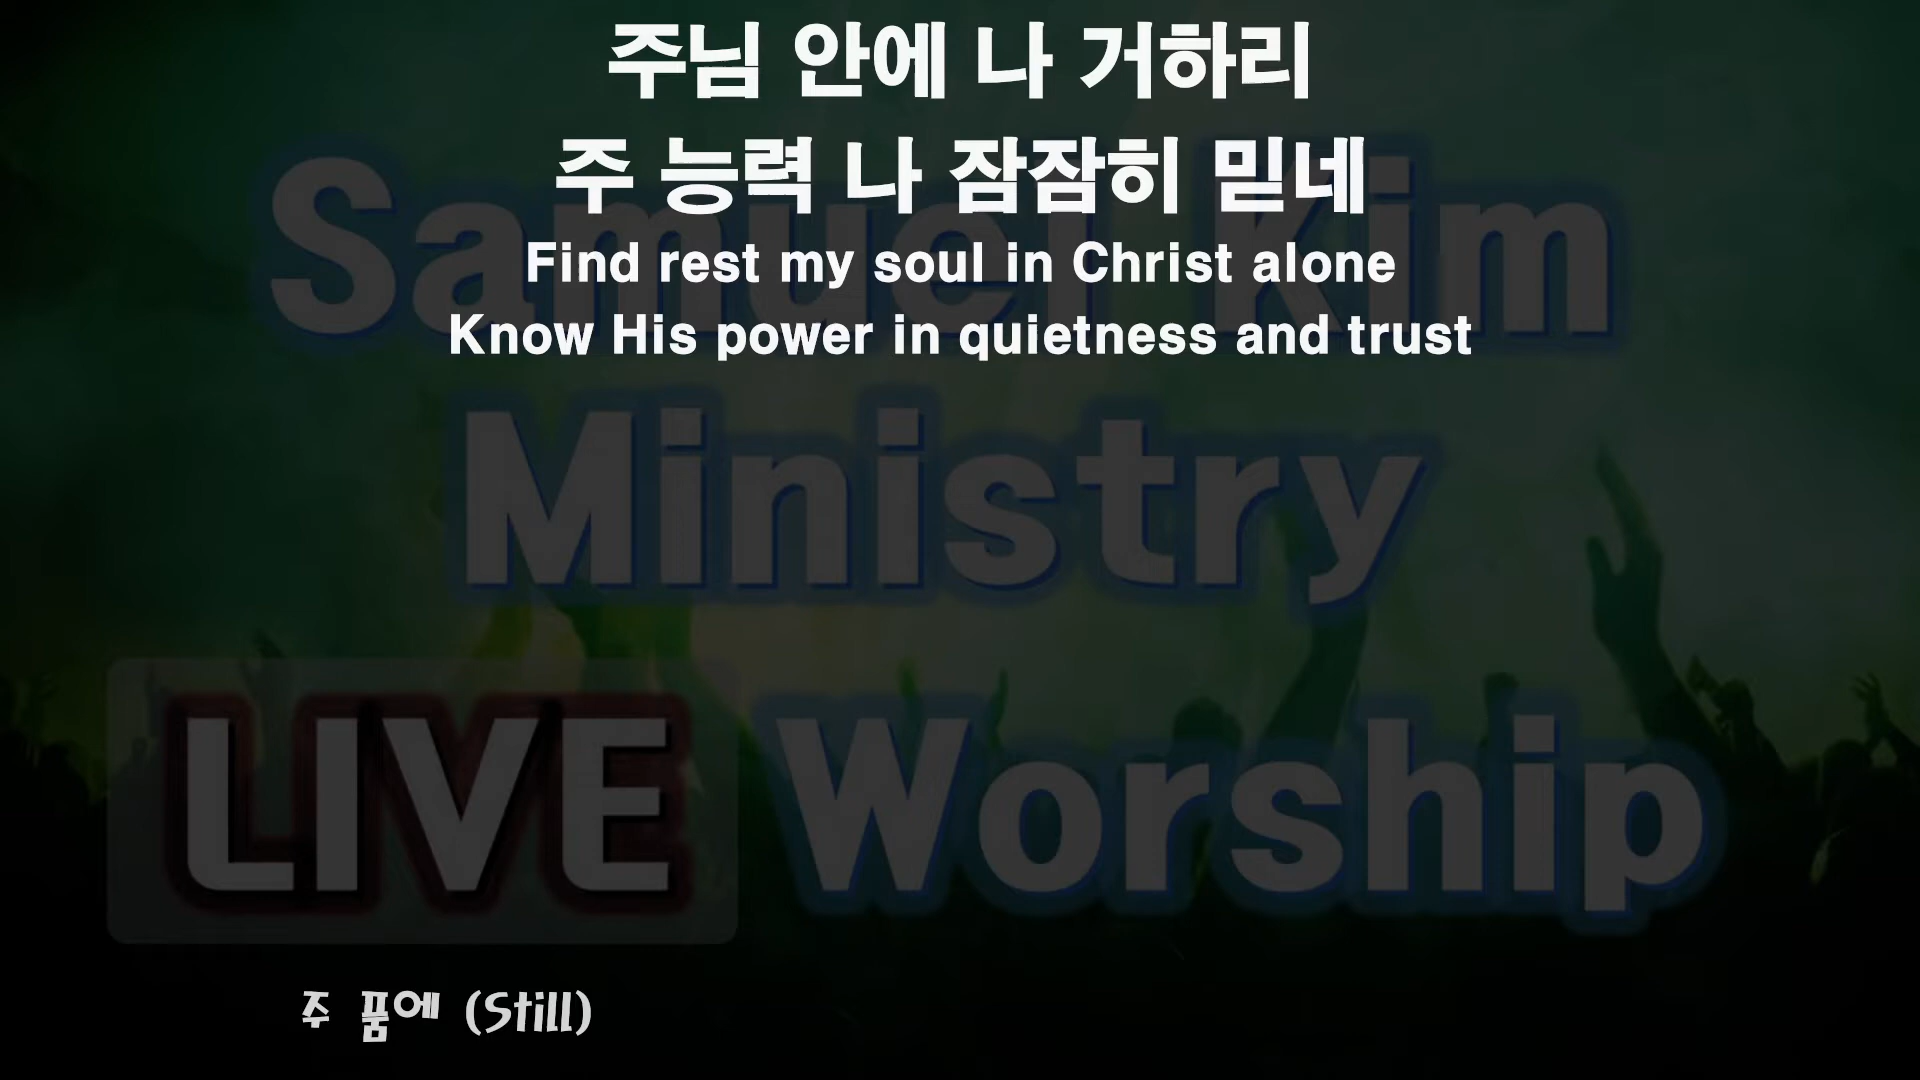 주님 안에 나 거하리
주 능력 나 잠잠히 믿네
Find rest my soul in Christ alone
Know His power in quietness and trust
Samuel Kim
Ministry
LIVE Worship
주 품에 (Still)